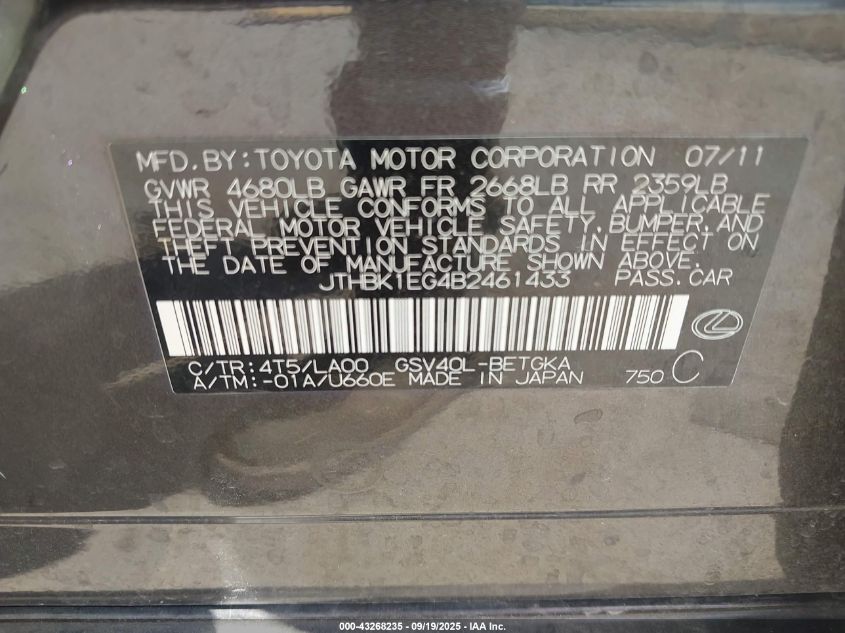 MFD. BY: TOYOTA MOTOR CORPORATION 07/11
GVWR 4680LB GAWR FR 2668LB RR 2359LB
THIS VEHICLE CONFORMS TO ALL APPLICABLE
FEDERAL MOTOR VEHICLE SAFETY, BUMPER, AND
THEFT PREVENTION STANDARDS IN EFFECT ON
THE DATE OF MANUFACTURE SHOWN ABOVE.
JTHBK1EG4B2461433 PASS. CAR
C/TR: 4T5/LA00 GSV40L-BETGKA
A/TM: -01A/U660E MADE IN JAPAN 750 C
000-43268235 - 09/19/2025 - IAA Inc.